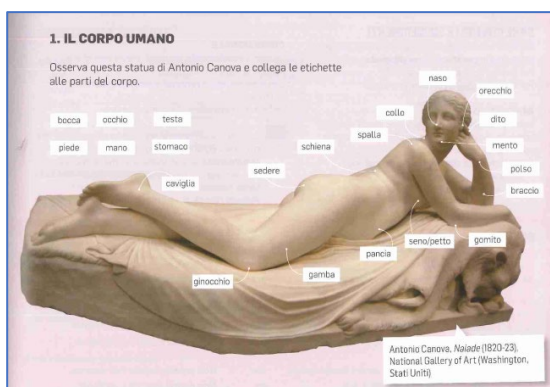 1. IL CORPO UMANO
Osserva questa statua di Antonio Canova e collega le etichette
alle parti del corpo.
naso
orecchio
bocca
occhio
testa
collo
dito
piede
mano
stomaco
spalla
mento
schiena
polso
sedere
caviglia
braccio
seno/petto
gomito
pancia
ginocchio
gamba
Antonio Canova, Naiade (1820-23),
National Gallery of Art (Washington,
Stati Uniti)